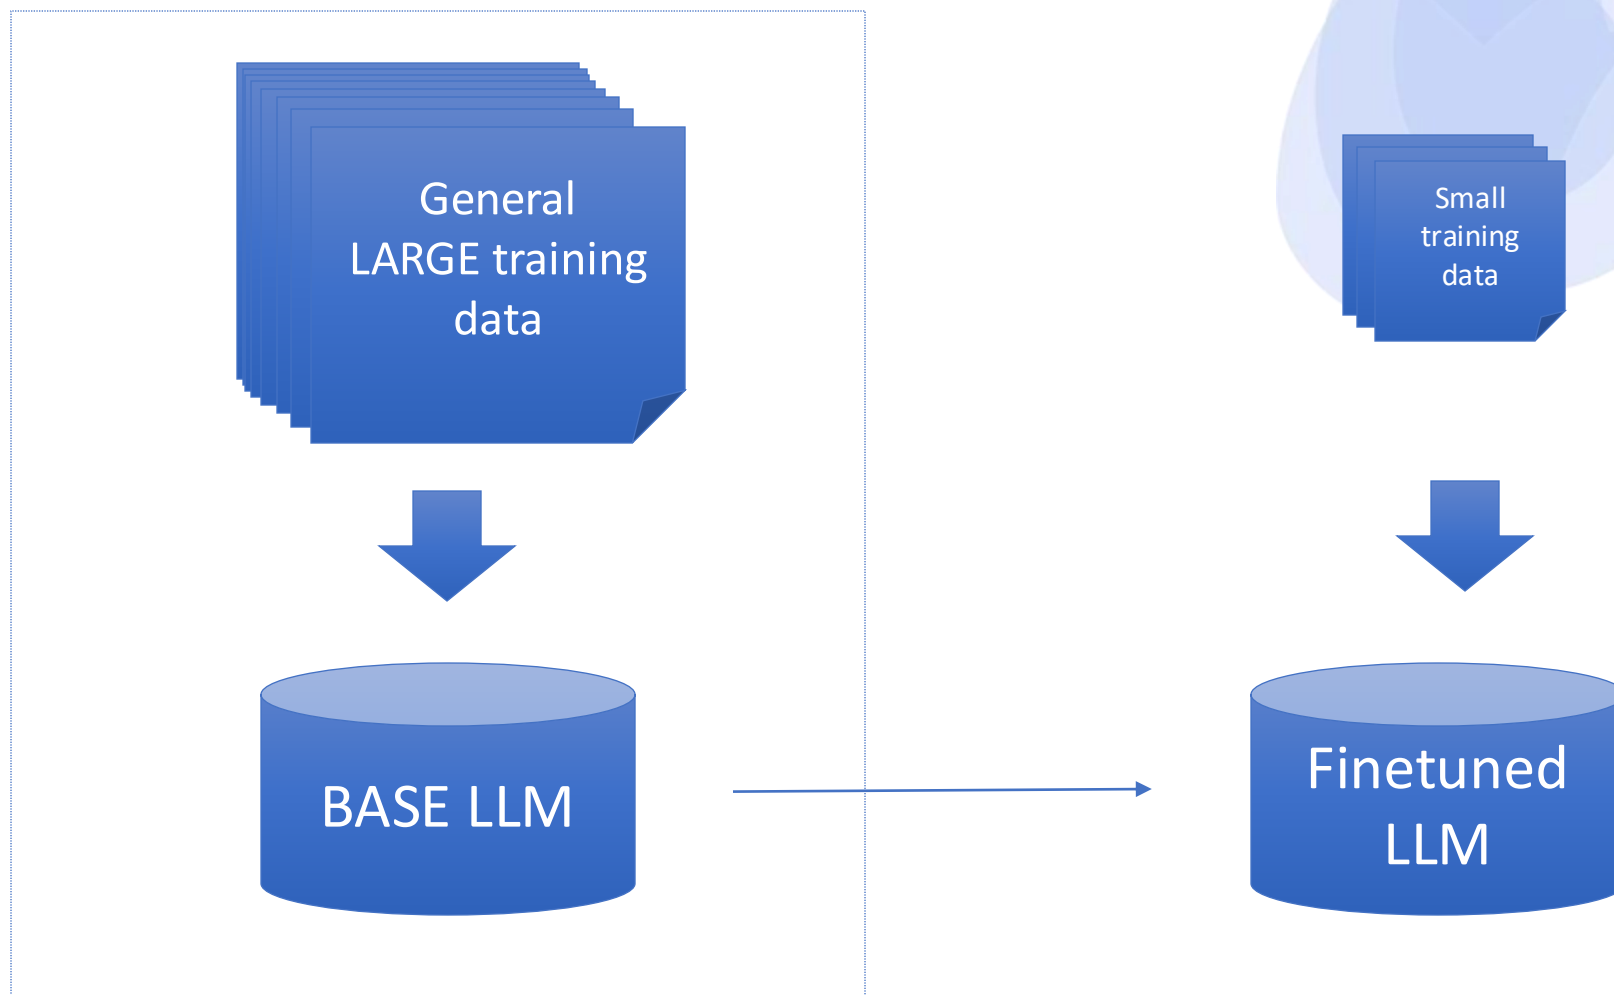 General
LARGE training
data
Small
training
data
BASE LLM
Finetuned
LLM